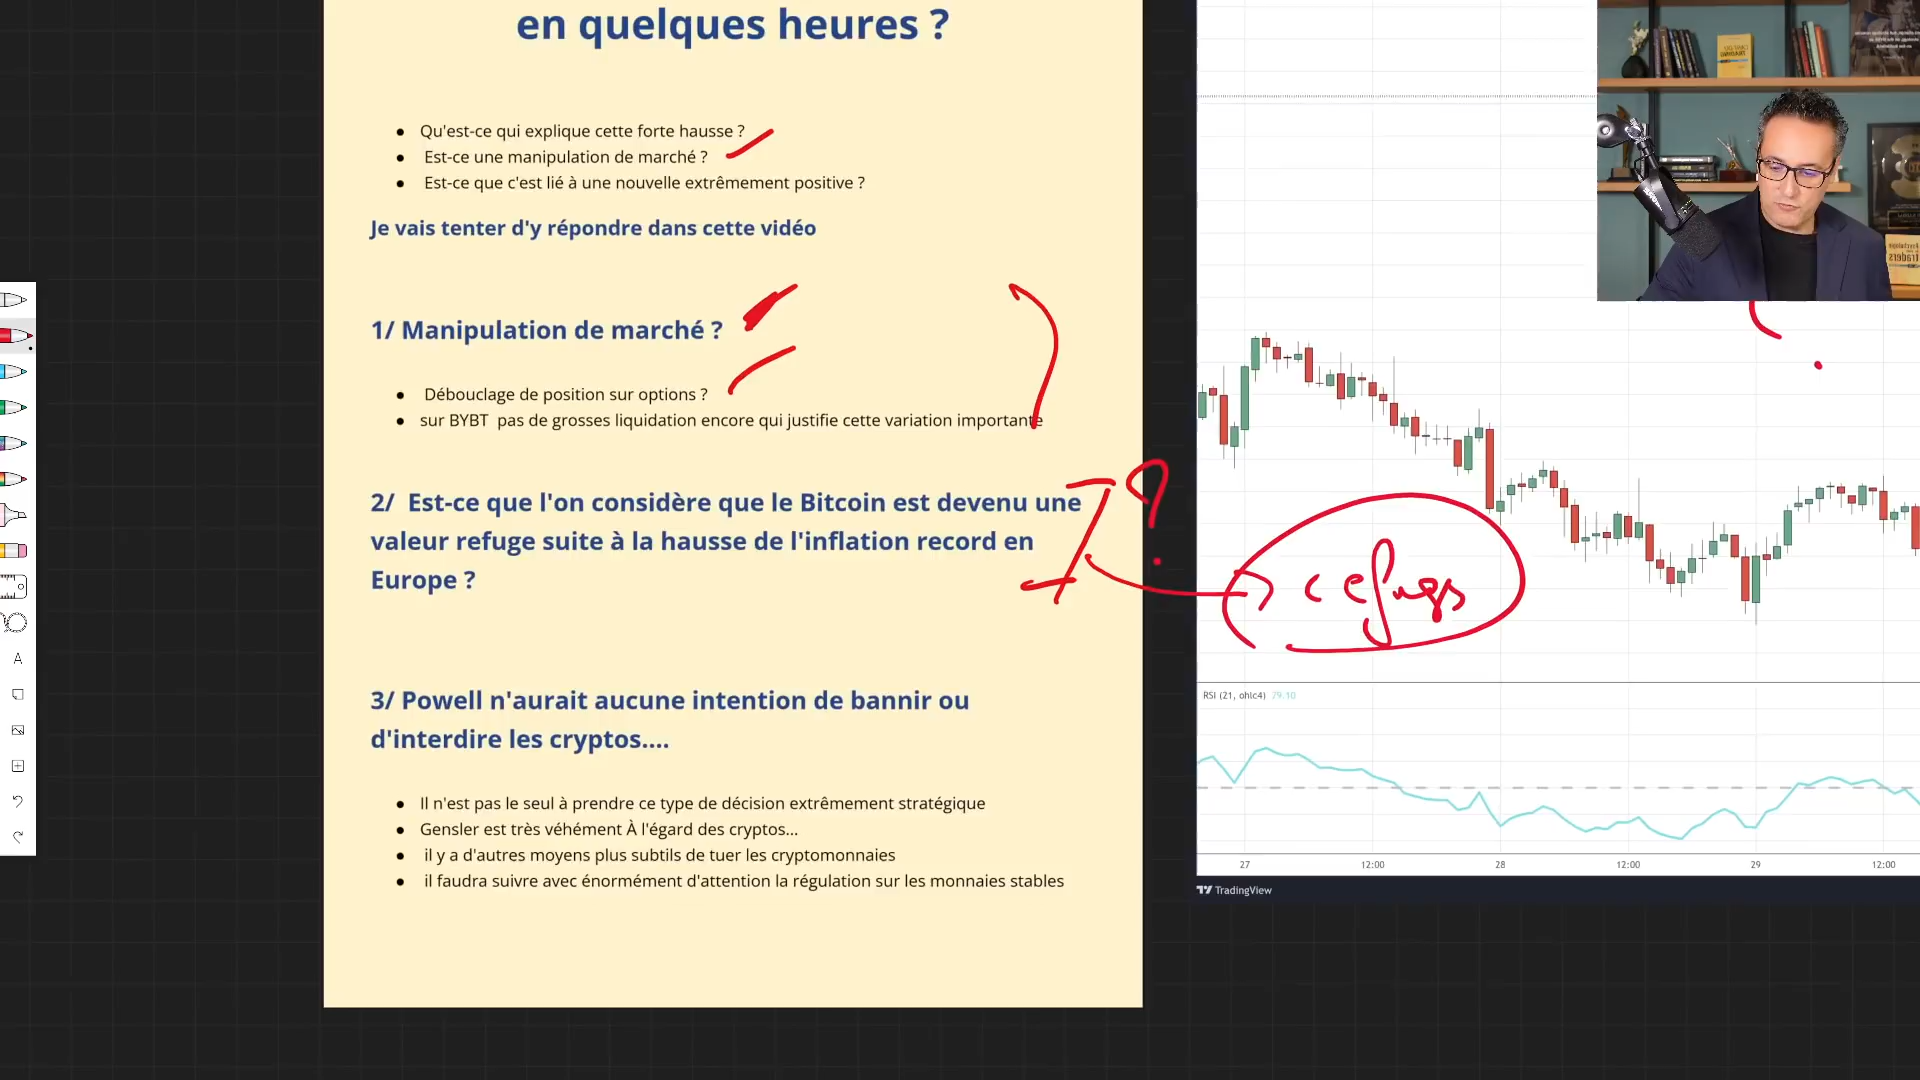 en quelques heures ?
● Qu'est-ce qui explique cette forte hausse ?
● Est-ce une manipulation de marché ?
● Est-ce que c'est lié à une nouvelle extrêmement positive ?
Je vais tenter d'y répondre dans cette vidéo
1/ Manipulation de marché ?
● Débouclage de position sur options ?
● sur BYBT pas de grosses liquidation encore qui justifie cette variation importante
2/ Est-ce que l'on considère que le Bitcoin est devenu une
valeur refuge suite à la hausse de l'inflation record en
Europe ?
I ?
3/ Powell n'aurait aucune intention de bannir ou
d'interdire les cryptos....
● Il n'est pas le seul à prendre ce type de décision extrêmement stratégique
● Gensler est très véhément À l'égard des cryptos...
● il y a d'autres moyens plus subtils de tuer les cryptomonnaies
● il faudra suivre avec énormément d'attention la régulation sur les monnaies stables
RSI (21, ohlc4) 79.10
27 12:00 28 12:00 29 12:00
TradingView
A